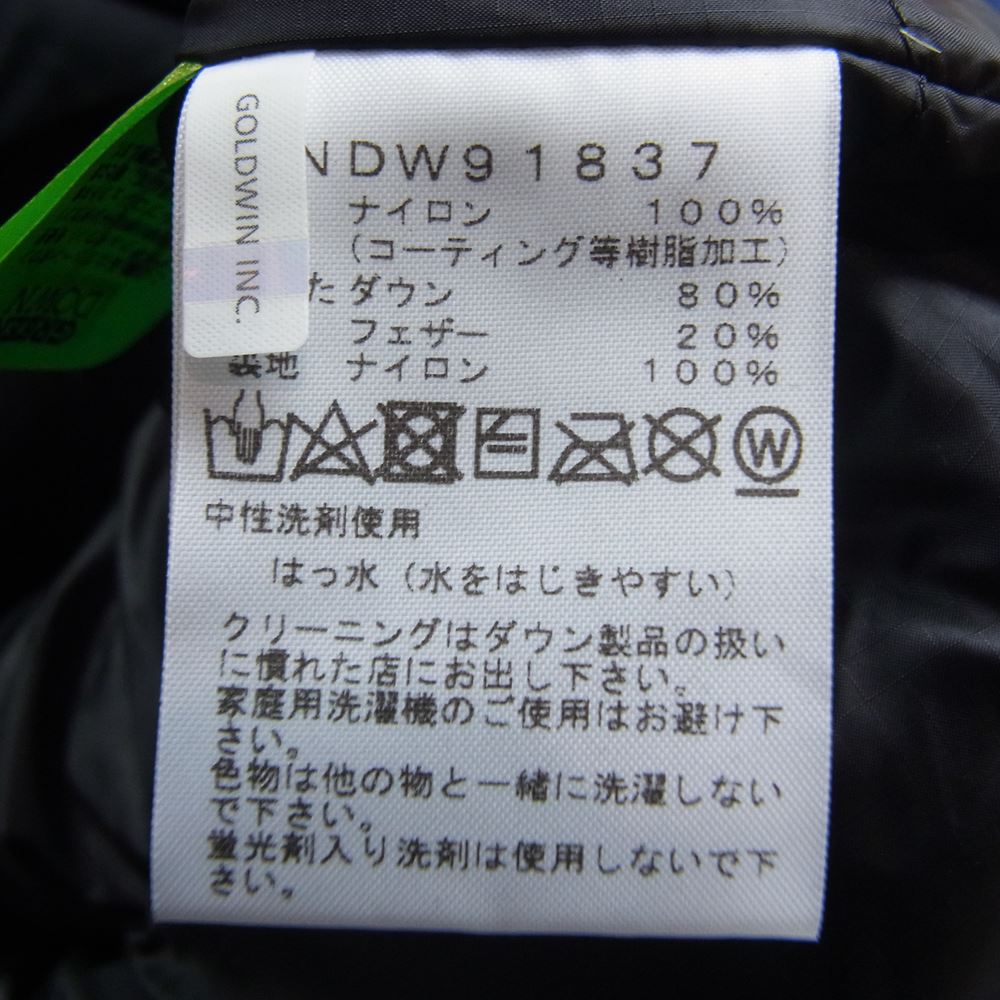 GOLDWIN INC.
NDW91837
ナイロン 100%
(コーティング等樹脂加工)
たダウン 80%
フェザー 20%
裏地 ナイロン 100%
W
中性洗剤使用
はっ水(水をはじきやすい)
クリーニングはダウン製品の扱い
に慣れた店にお出し下さい。
家庭用洗濯機のご使用はお避け下
さい。
色物は他の物と一緒に洗濯しない
で下さい。
蛍光剤入り洗剤は使用しないで下
さい。
DOWN